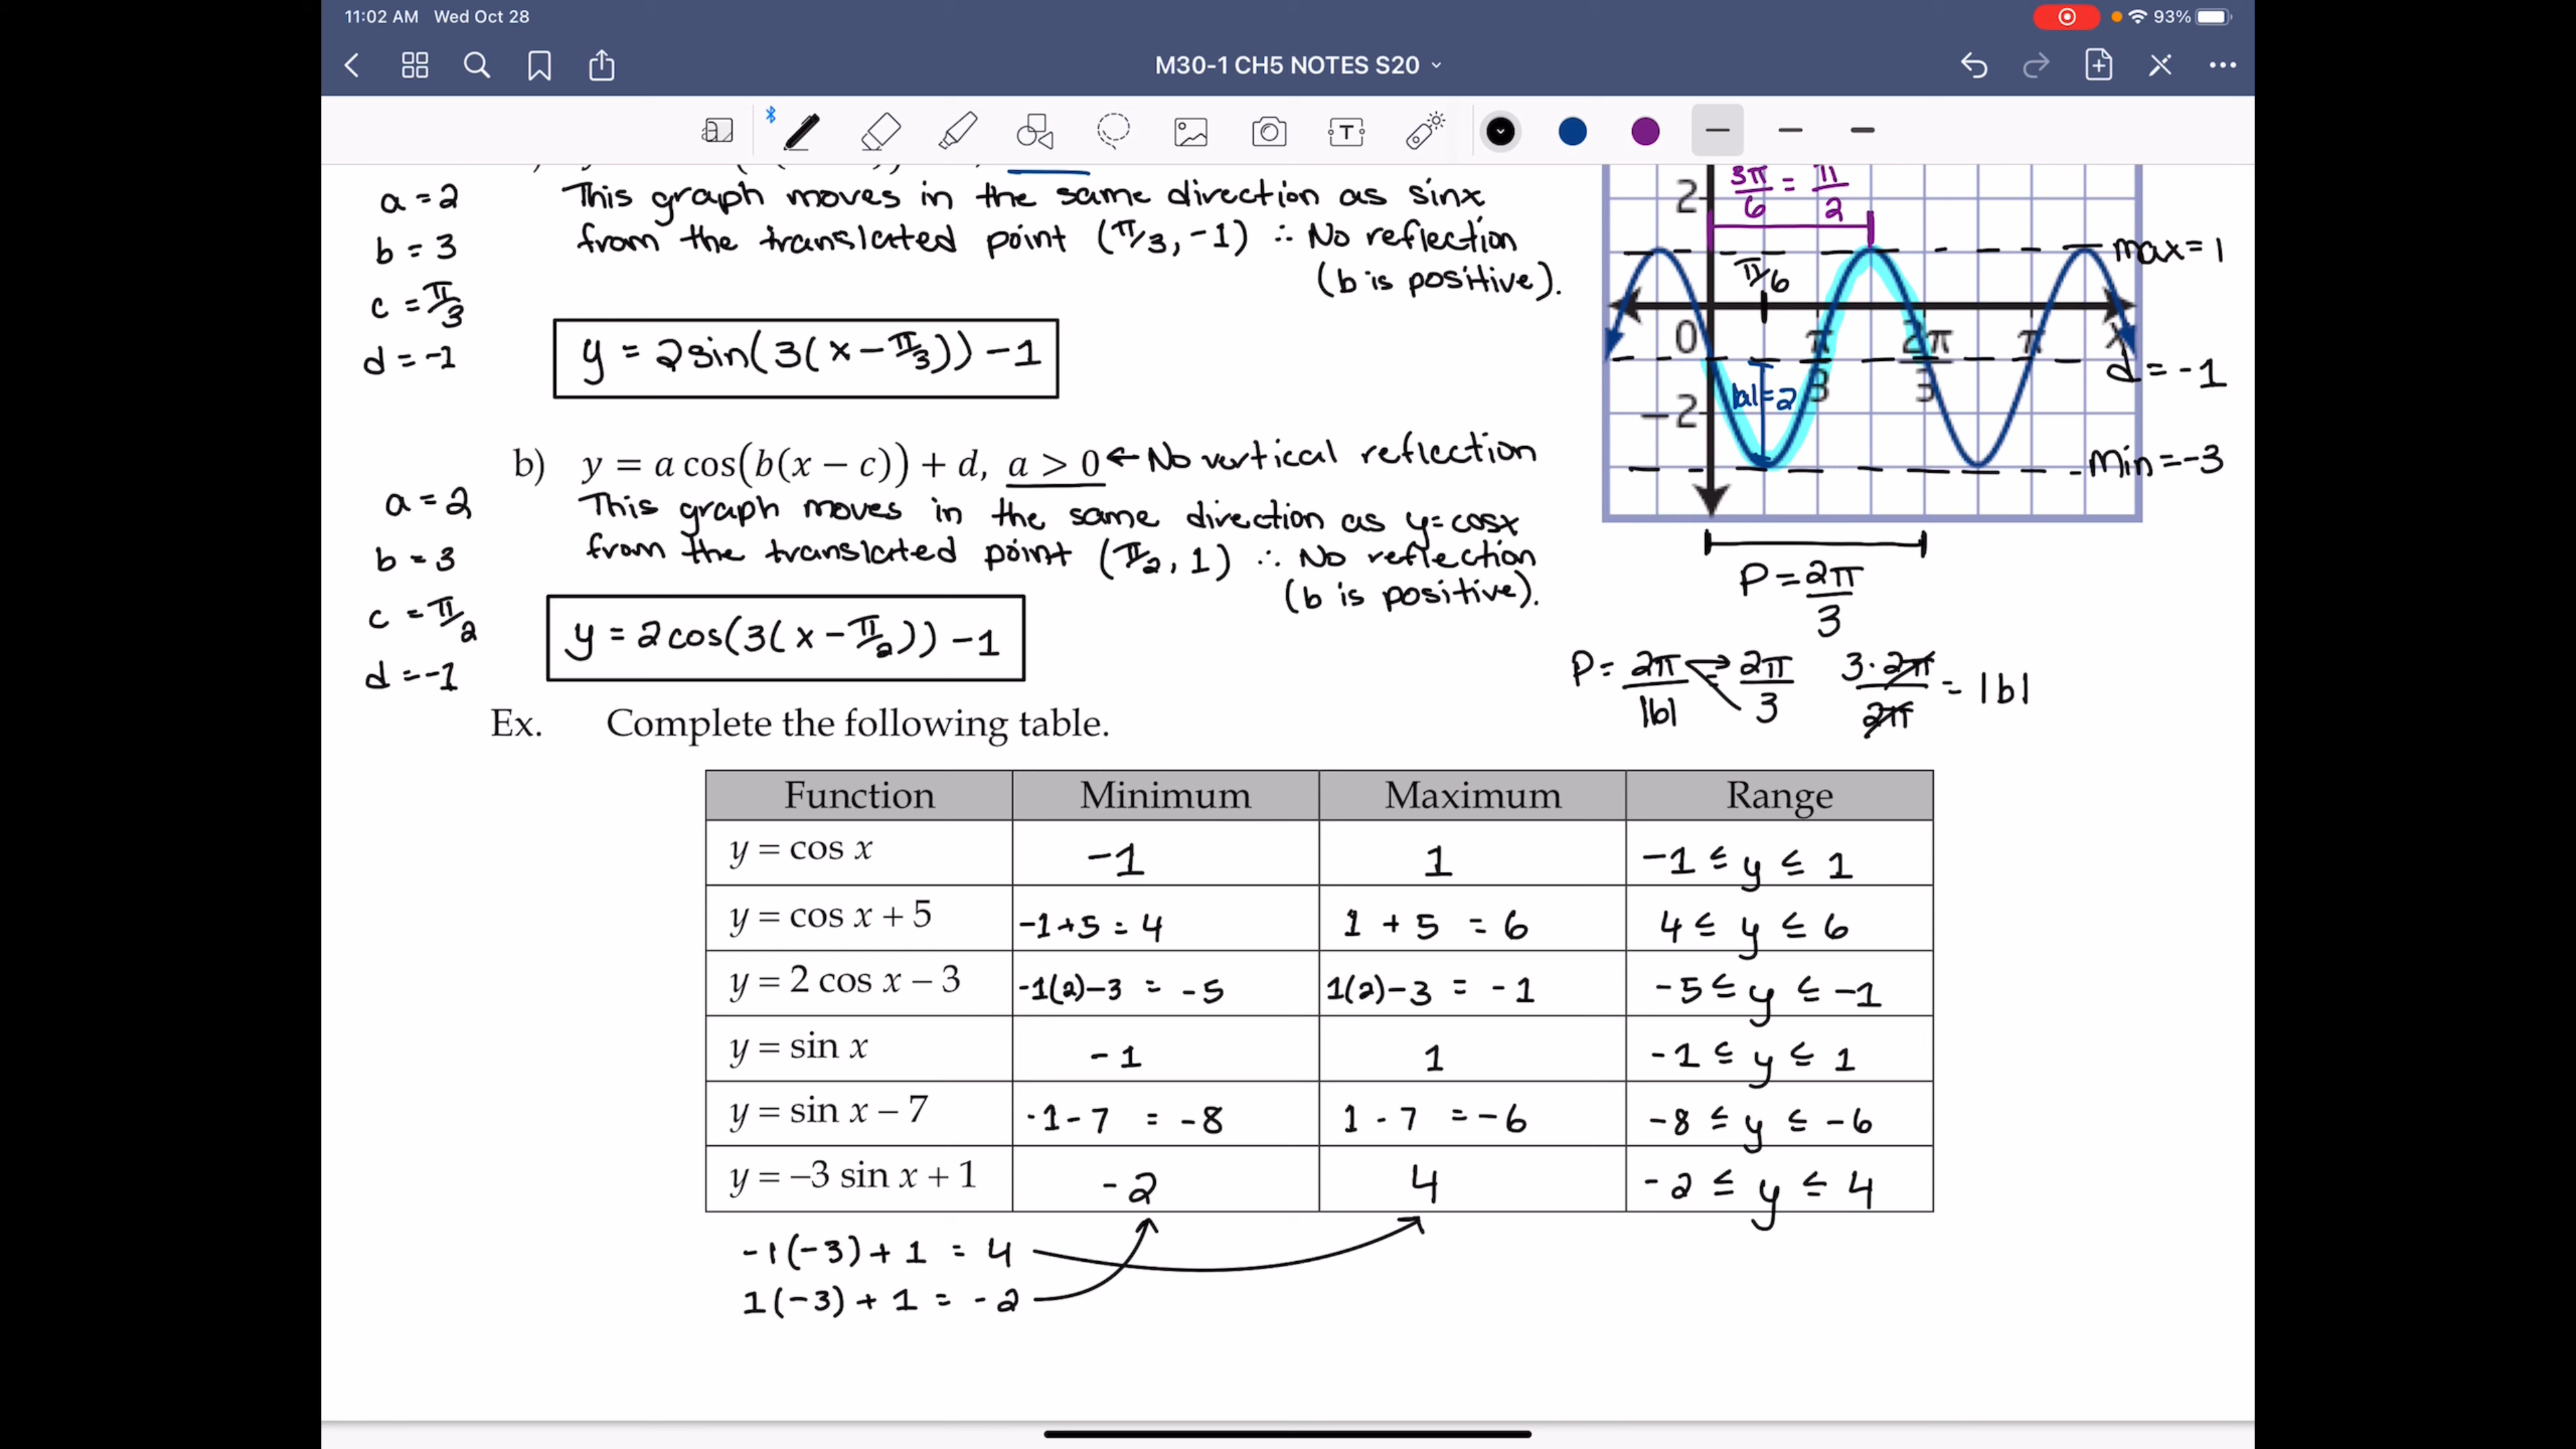 11:02 AM Wed Oct 28
93%
M30-1 CH5 NOTES S20
a = 2
b = 3
c = π/3
d = -1
This graph moves in the same direction as sinx
from the translated point (π/3, -1) ∴ No reflection
(b is positive).
y = 2sin(3(x-π/3)) -1
b) y = a cos(b(x − c)) + d, a > 0 ← No vertical reflection
a = 2
b = 3
c = π/2
d = -1
This graph moves in the same direction as y=cosx
from the translated point (π/2, 1) ∴ No reflection
(b is positive).
y = 2cos(3(x-π/2)) -1
3π/6 = π/2
2
max=1
π/6
0 π/3 2π/3 π x
|a|=2
d = -1
-2
Min = -3
P = 2π/3
P = 2π/|b| = 2π/3 3·2π/2π = |b|
Ex. Complete the following table.
Function Minimum Maximum Range
y = cos x -1 1 -1 ≤ y ≤ 1
y = cos x + 5 -1+5 = 4 1 + 5 = 6 4 ≤ y ≤ 6
y = 2 cos x − 3 -1(2)-3 = -5 1(2)-3 = -1 -5 ≤ y ≤ -1
y = sin x -1 1 -1 ≤ y ≤ 1
y = sin x − 7 -1-7 = -8 1-7 = -6 -8 ≤ y ≤ -6
y = −3 sin x + 1 -2 4 -2 ≤ y ≤ 4
-1(-3)+1 = 4
1(-3)+1 = -2